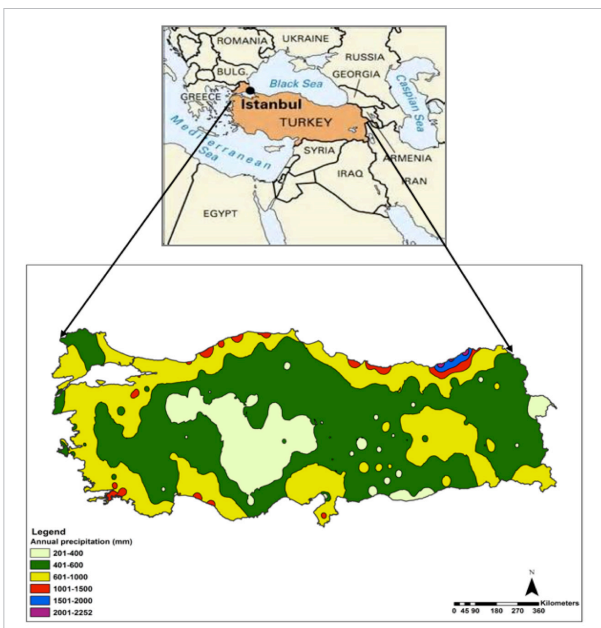 ROMANIA
UKRAINE
RUSSIA
BULG.
GEORGIA
Black Sea
Caspian Sea
GREECE
Istanbul
TURKEY
Mediterranean
Sea
SYRIA
ARMENIA
IRAQ
IRAN
EGYPT
Legend
Annual precipitation (mm)
201-400
401-600
601-1000
1001-1500
1501-2000
2001-2252
N
Kilometers
0 45 90 180 270 360